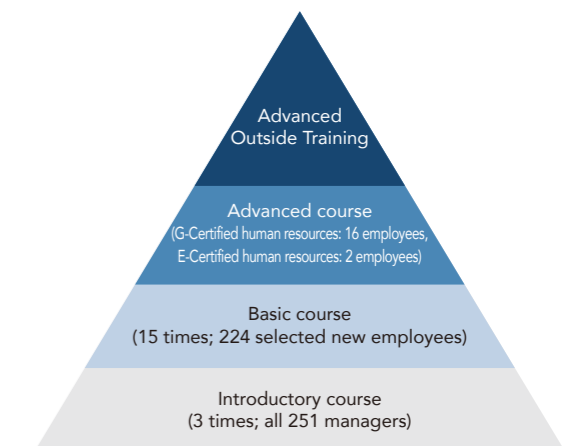 Advanced
Outside Training
Advanced course
(G-Certified human resources: 16 employees,
E-Certified human resources: 2 employees)
Basic course
(15 times; 224 selected new employees)
Introductory course
(3 times; all 251 managers)